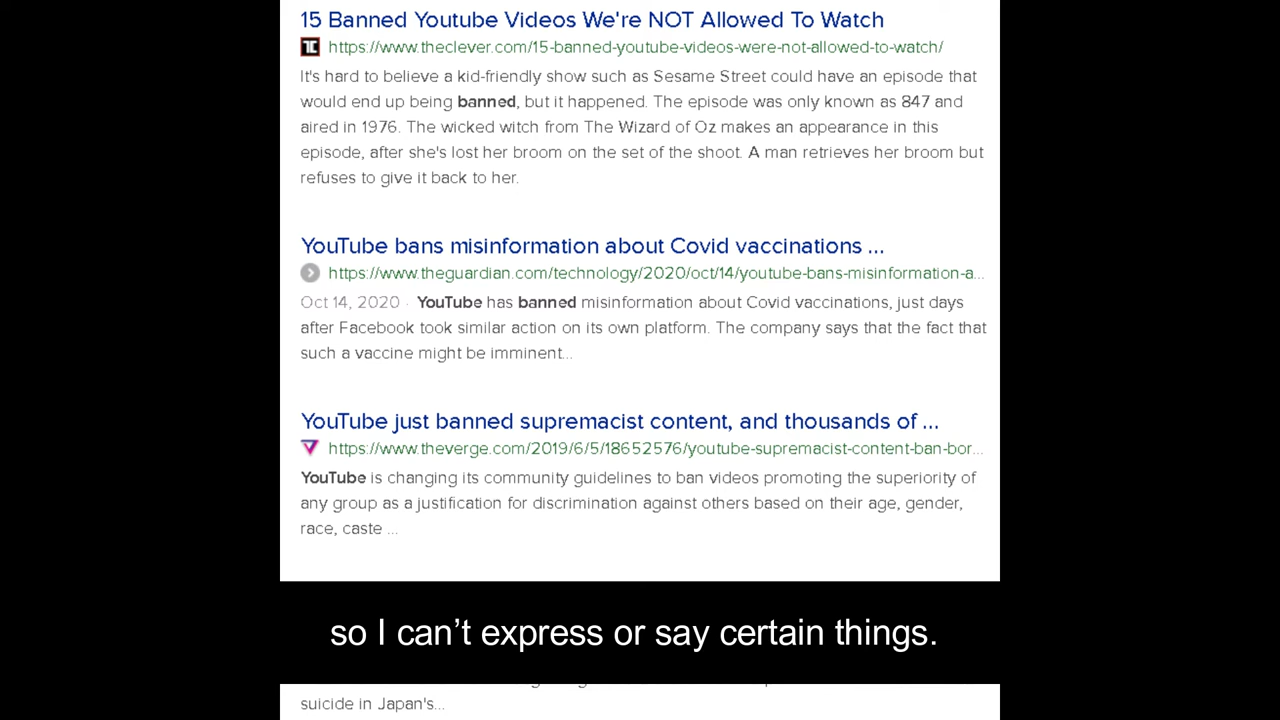 15 Banned Youtube Videos We're NOT Allowed To Watch
https://www.theclever.com/15-banned-youtube-videos-were-not-allowed-to-watch/
It's hard to believe a kid-friendly show such as Sesame Street could have an episode that
would end up being banned, but it happened. The episode was only known as 847 and
aired in 1976. The wicked witch from The Wizard of Oz makes an appearance in this
episode, after she's lost her broom on the set of the shoot. A man retrieves her broom but
refuses to give it back to her.
YouTube bans misinformation about Covid vaccinations ...
https://www.theguardian.com/technology/2020/oct/14/youtube-bans-misinformation-a...
Oct 14, 2020 · YouTube has banned misinformation about Covid vaccinations, just days
after Facebook took similar action on its own platform. The company says that the fact that
such a vaccine might be imminent...
YouTube just banned supremacist content, and thousands of ...
https://www.theverge.com/2019/6/5/18652576/youtube-supremacist-content-ban-bor...
YouTube is changing its community guidelines to ban videos promoting the superiority of
any group as a justification for discrimination against others based on their age, gender,
race, caste ...
so I can’t express or say certain things.
suicide in Japan's...